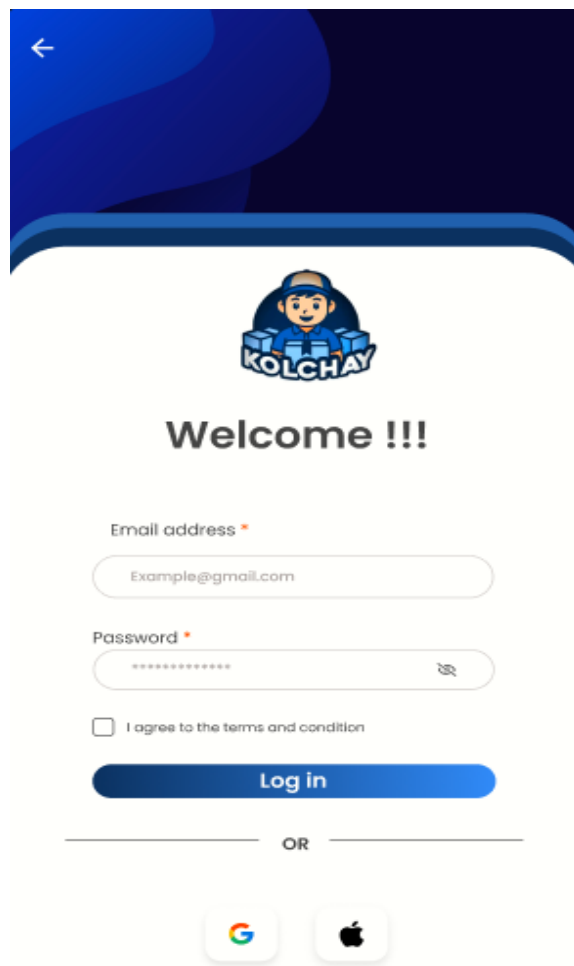 KOLCHAY
Welcome !!!
Email address *
Example@gmail.com
Password *
*************
I agree to the terms and condition
Log in
OR